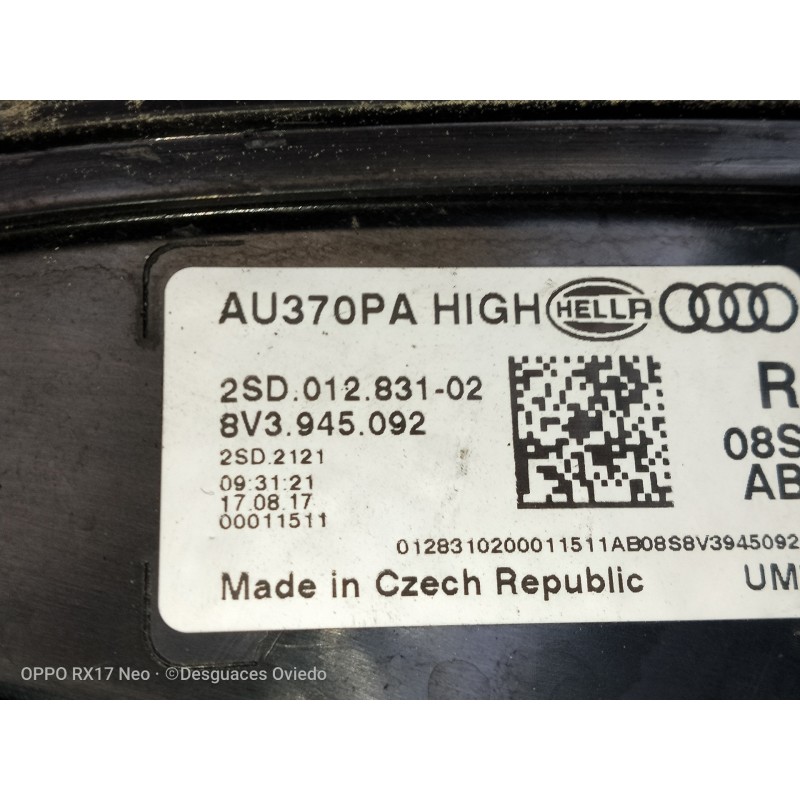 AU370PA HIGH HELLA
2SD.012.831-02 R
8V3.945.092 08S
2SD.2121 AB
09:31:21
17.08.17
00011511
0128310200011511AB08S8V3945092
Made in Czech Republic UM
OPPO RX17 Neo · ©Desguaces Oviedo